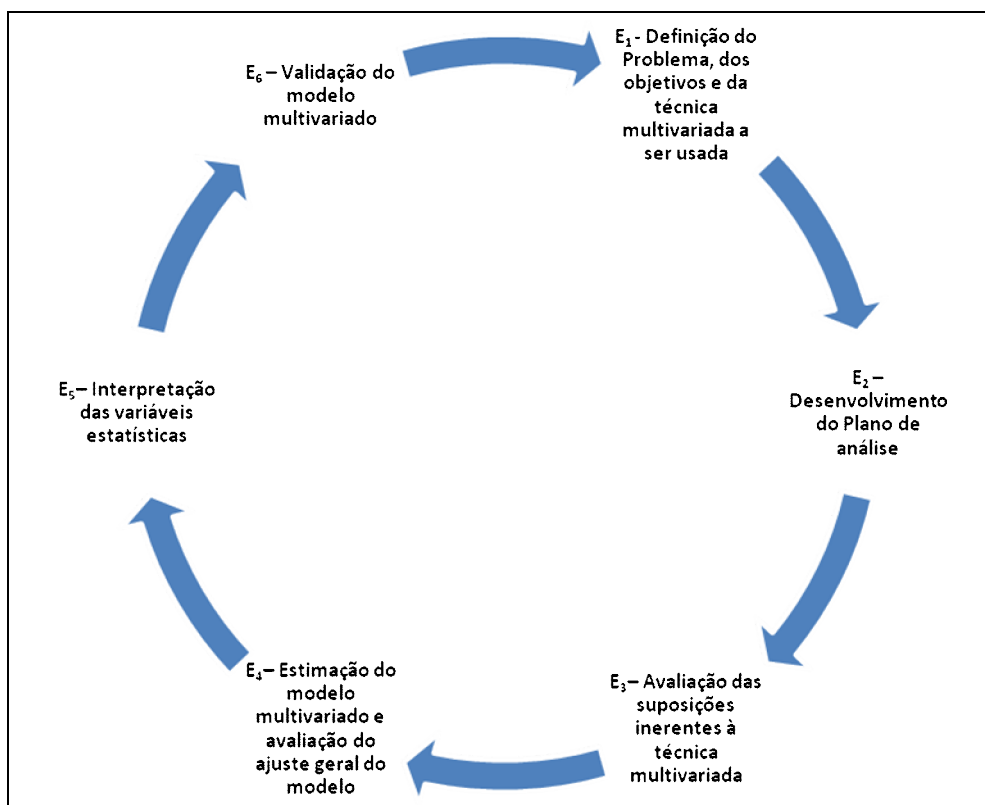 E₁ - Definição do
Problema, dos
objetivos e da
técnica
multivariada a
ser usada
E₂ –
Desenvolvimento
do Plano de
análise
E₃– Avaliação das
suposições
inerentes à
técnica
multivariada
E₄– Estimação do
modelo
multivariado e
avaliação do
ajuste geral do
modelo
E₅– Interpretação
das variáveis
estatísticas
E₆ – Validação do
modelo
multivariado